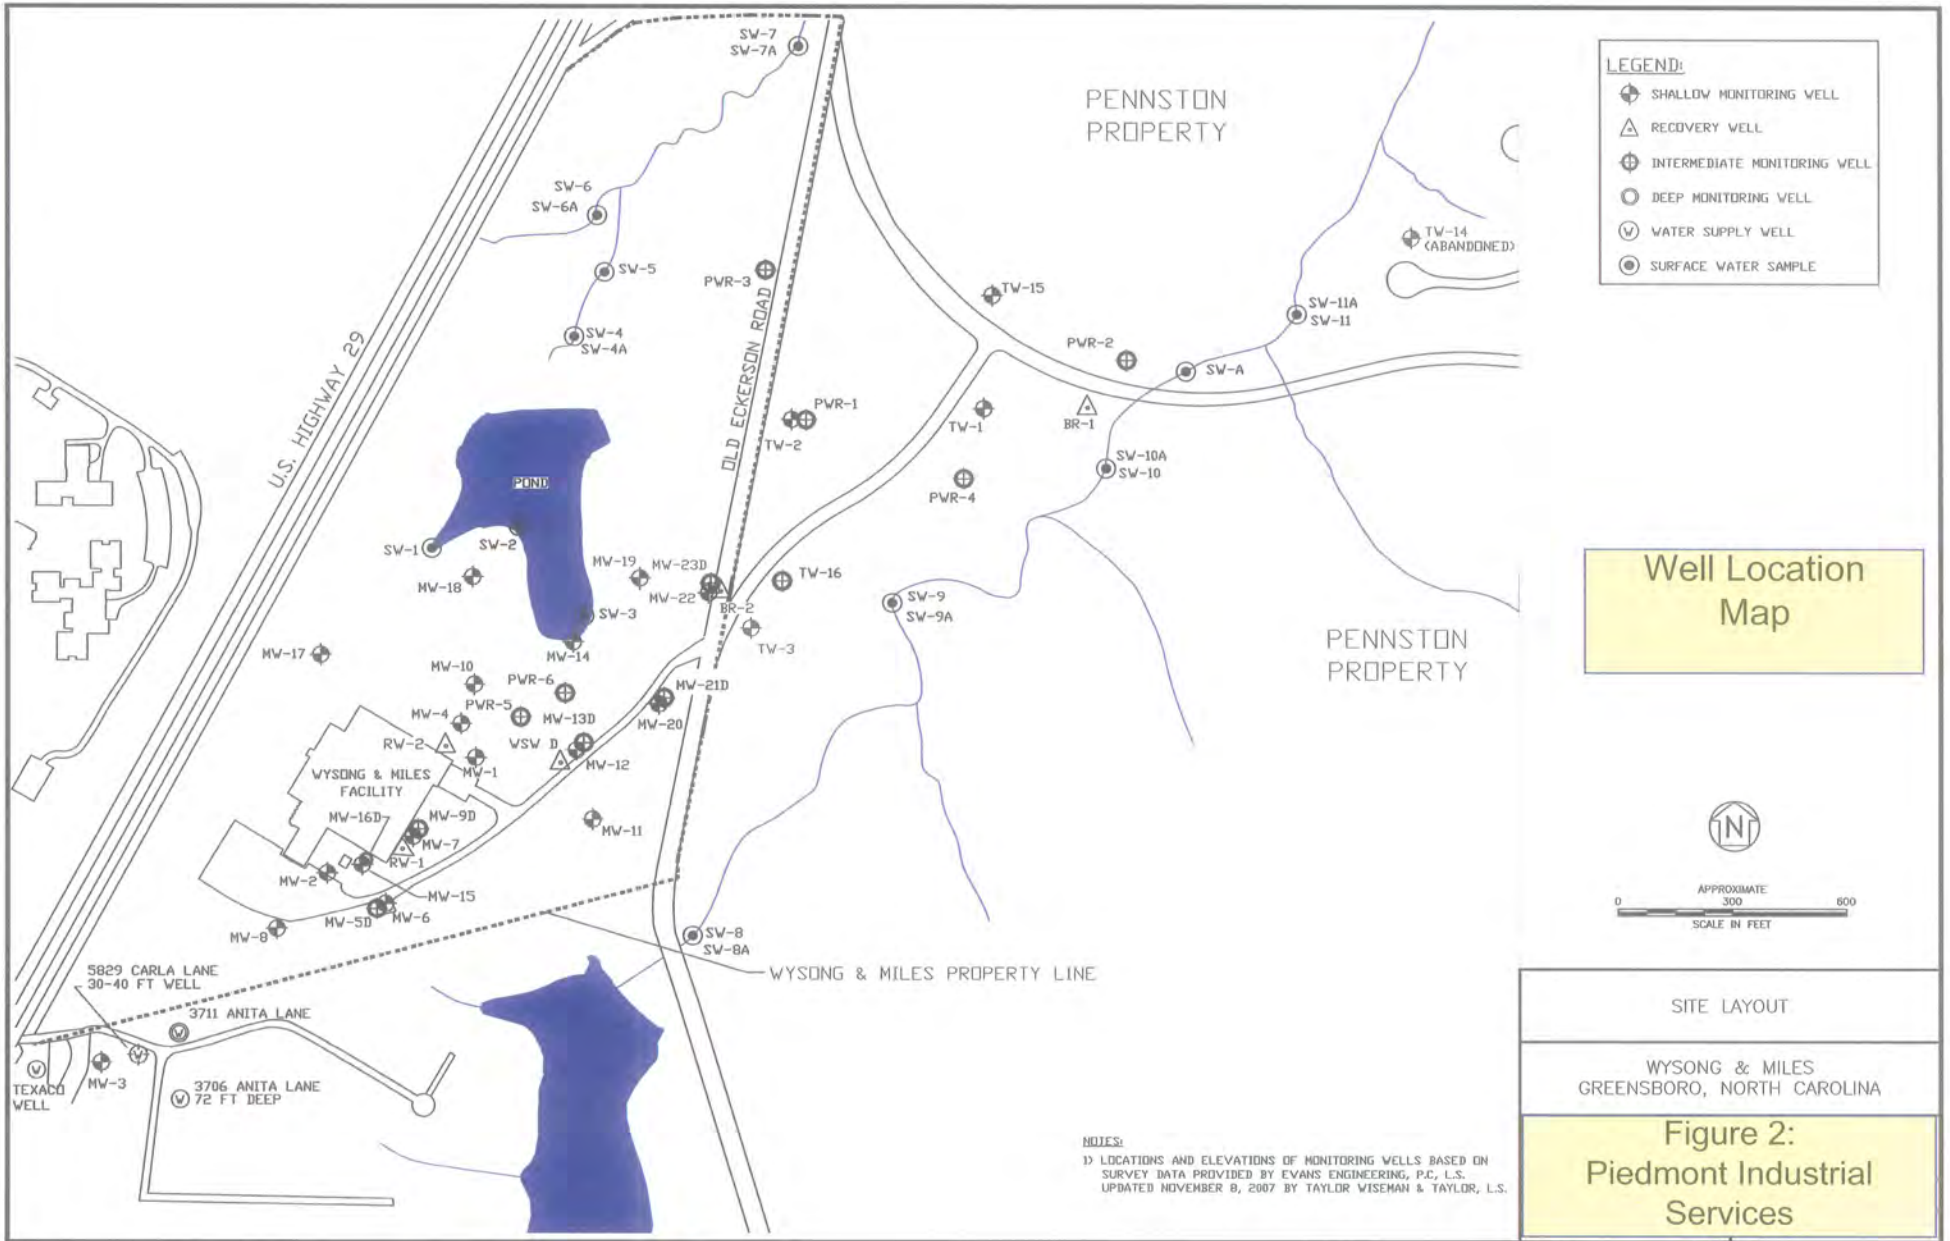 SW-7
SW-7A
PENNSTON
PROPERTY
LEGEND:
SHALLOW MONITORING WELL
RECOVERY WELL
INTERMEDIATE MONITORING WELL
DEEP MONITORING WELL
W WATER SUPPLY WELL
SURFACE WATER SAMPLE
SW-6
SW-6A
TW-14
(ABANDONED)
SW-5
PWR-3
TW-15
SW-11A
SW-11
SW-4
SW-4A
U.S. HIGHWAY 29
OLD ECKERSON ROAD
PWR-2
SW-A
PWR-1
TW-2
TW-1
BR-1
POND
SW-10A
SW-10
PWR-4
SW-1
SW-2
MW-18
MW-19
MW-23D
MW-22
BR-2
TW-16
SW-3
SW-9
SW-9A
Well Location
Map
MW-17
MW-14
TW-3
PENNSTON
PROPERTY
MW-10
PWR-6
MW-21D
PWR-5
MW-4
MW-13D
MW-20
RW-2
WSW D
MW-12
MW-1
WYSONG & MILES
FACILITY
MW-16D
MW-9D
MW-7
MW-11
RW-1
MW-2
MW-15
MW-5D
MW-6
MW-8
N
APPROXIMATE
0 300 600
SCALE IN FEET
SW-8
SW-8A
WYSONG & MILES PROPERTY LINE
5829 CARLA LANE
30-40 FT WELL
3711 ANITA LANE
W
W
W
TEXACO
WELL
MW-3
W
3706 ANITA LANE
72 FT DEEP
SITE LAYOUT
WYSONG & MILES
GREENSBORO, NORTH CAROLINA
Figure 2:
Piedmont Industrial
Services
NOTES:
1) LOCATIONS AND ELEVATIONS OF MONITORING WELLS BASED ON
SURVEY DATA PROVIDED BY EVANS ENGINEERING, P.C, L.S.
UPDATED NOVEMBER 8, 2007 BY TAYLOR WISEMAN & TAYLOR, L.S.